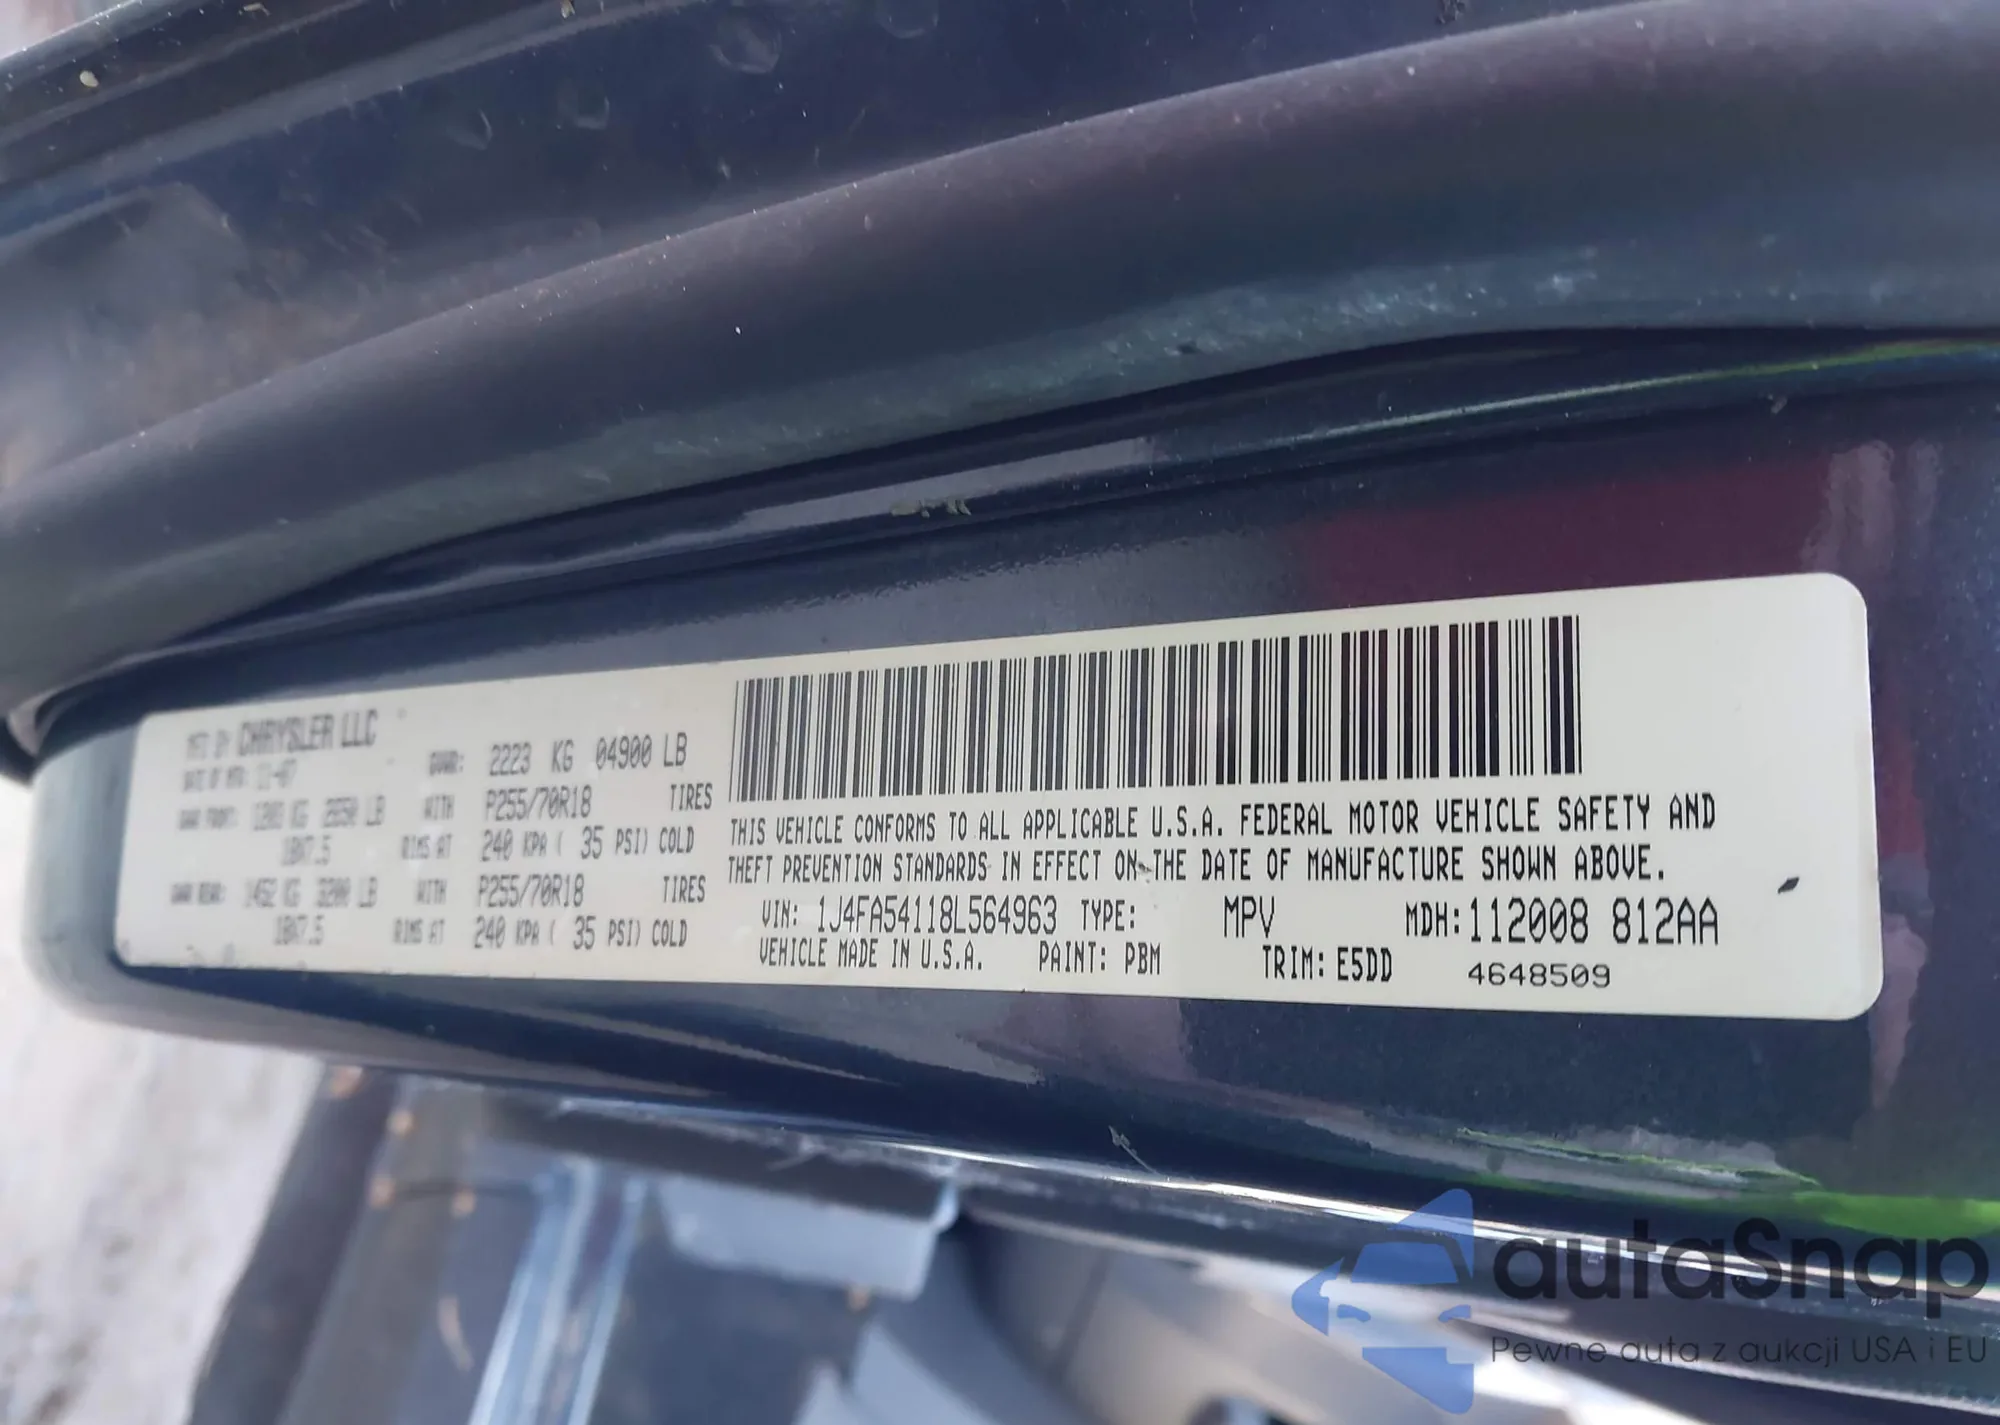 MFD BY CHRYSLER LLC
DATE OF MFR: 11-07 GVWR: 2223 KG 04900 LB
GAWR FRONT: 1293 KG 2850 LB WITH P255/70R18 TIRES
18X7.5 RIMS AT 240 KPA ( 35 PSI) COLD
GAWR REAR: 1452 KG 3200 LB WITH P255/70R18 TIRES
18X7.5 RIMS AT 240 KPA ( 35 PSI) COLD
THIS VEHICLE CONFORMS TO ALL APPLICABLE U.S.A. FEDERAL MOTOR VEHICLE SAFETY AND
THEFT PREVENTION STANDARDS IN EFFECT ON THE DATE OF MANUFACTURE SHOWN ABOVE.
VIN: 1J4FA54118L564963 TYPE: MPV MDH:112008 812AA
VEHICLE MADE IN U.S.A. PAINT: PBM TRIM: E5DD 4648509
autaSnap
Pewne auta z aukcji USA i EU